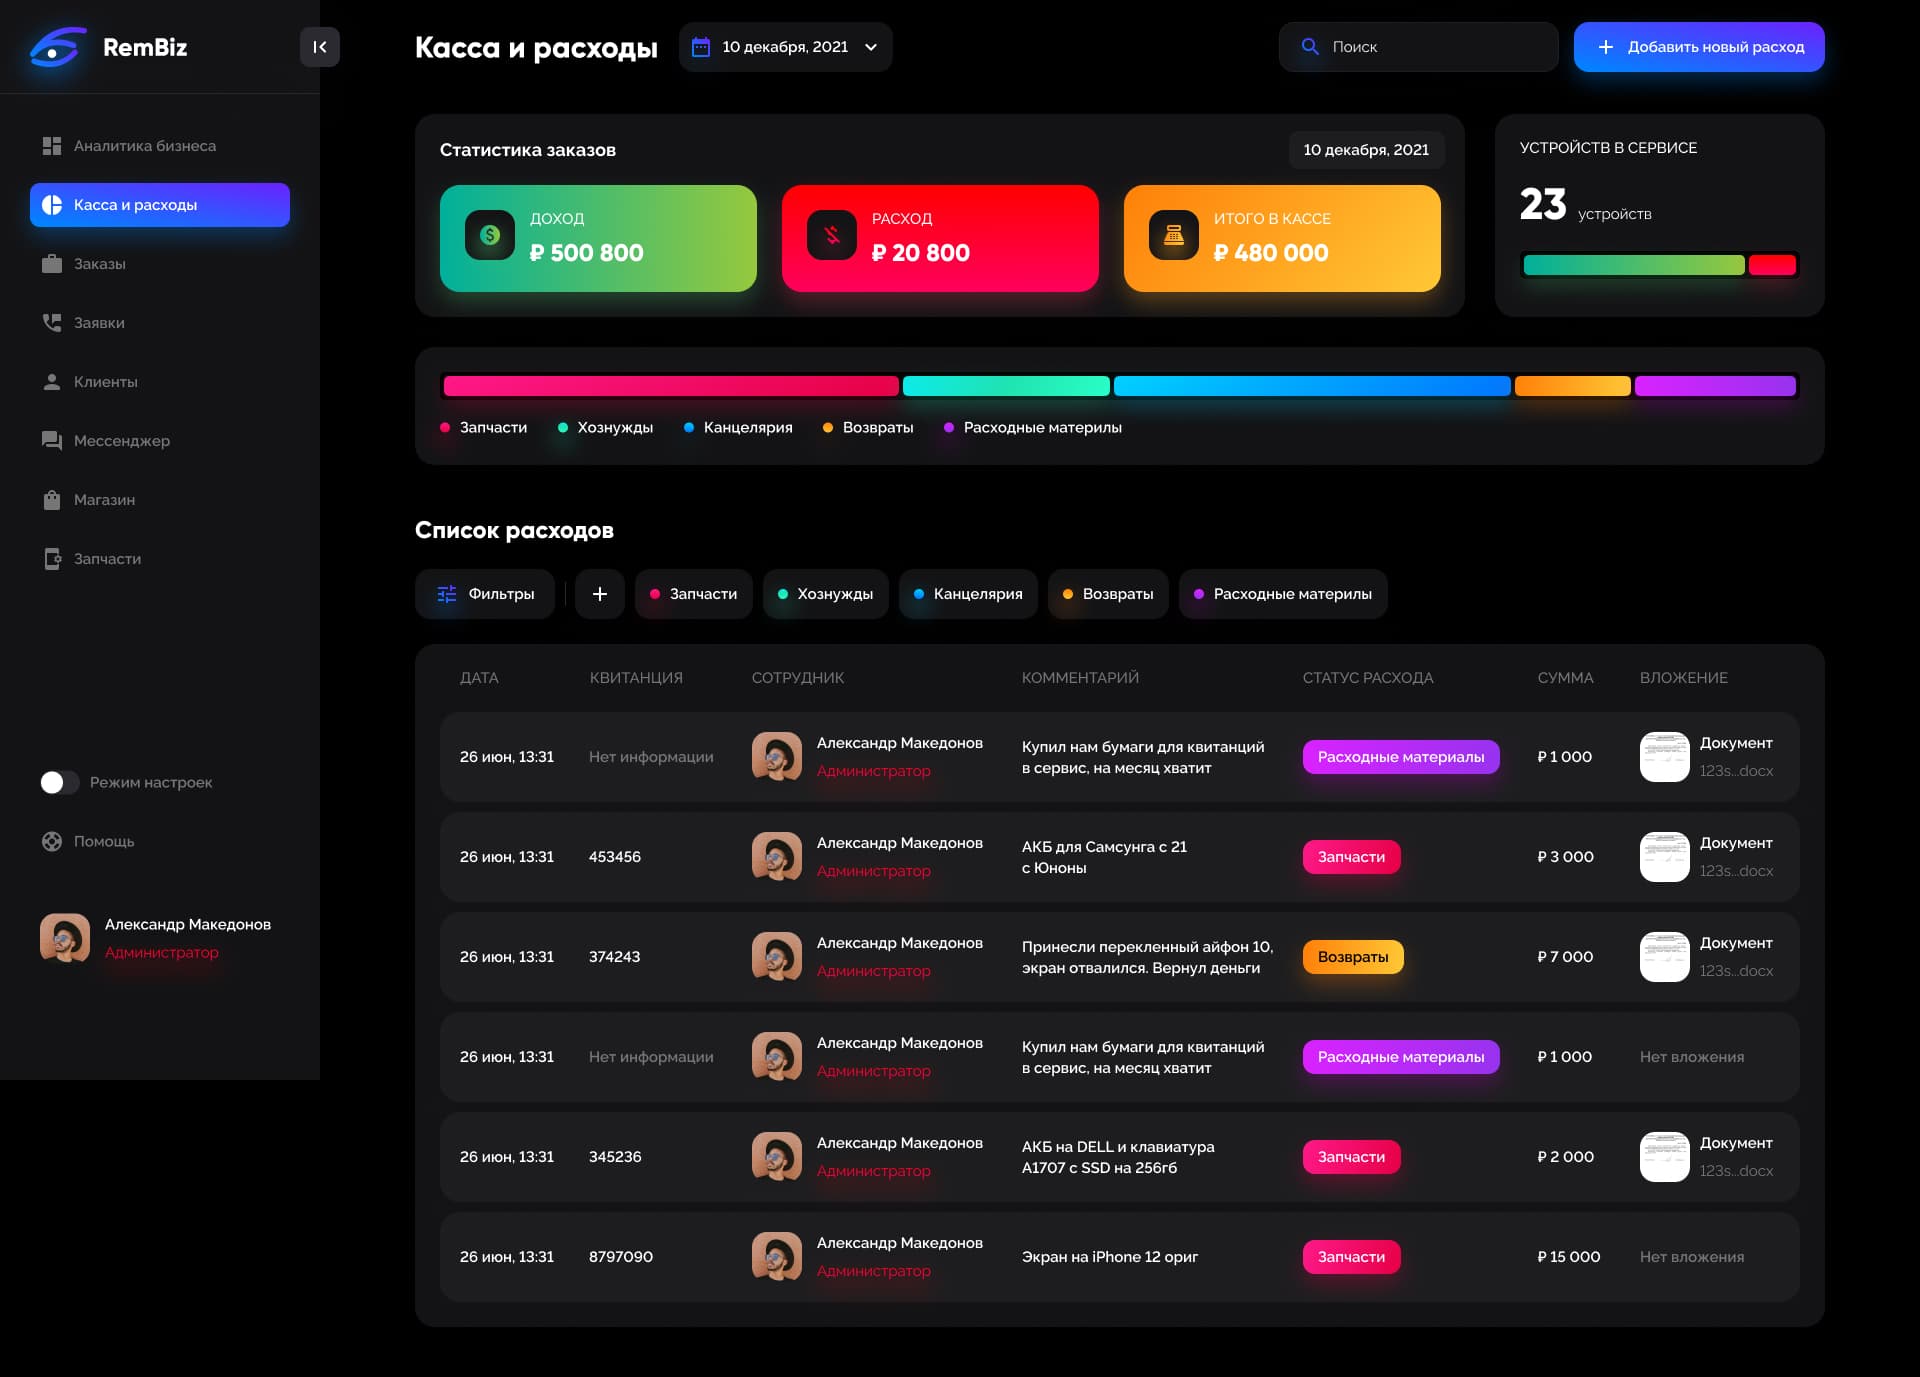 RemBiz
Аналитика бизнеса
Касса и расходы
Заказы
Заявки
Клиенты
Мессенджер
Магазин
Запчасти
Режим настроек
Помощь
Александр Македонов
Администратор
Касса и расходы
10 декабря, 2021
Поиск
Добавить новый расход
Статистика заказов
10 декабря, 2021
ДОХОД
₽ 500 800
РАСХОД
₽ 20 800
ИТОГО В КАССЕ
₽ 480 000
УСТРОЙСТВ В СЕРВИСЕ
23 устройств
Запчасти Хознужды Канцелярия Возвраты Расходные материлы
Список расходов
Фильтры Запчасти Хознужды Канцелярия Возвраты Расходные материлы
ДАТА КВИТАНЦИЯ СОТРУДНИК КОММЕНТАРИЙ СТАТУС РАСХОДА СУММА ВЛОЖЕНИЕ
26 июн, 13:31
Нет информации
Александр Македонов
Администратор
Купил нам бумаги для квитанций
в сервис, на месяц хватит
Расходные материалы
₽ 1 000
Документ
123s...docx
26 июн, 13:31
453456
Александр Македонов
Администратор
АКБ для Самсунга с 21
с Юноны
Запчасти
₽ 3 000
Документ
123s...docx
26 июн, 13:31
374243
Александр Македонов
Администратор
Принесли перекленный айфон 10,
экран отвалился. Вернул деньги
Возвраты
₽ 7 000
Документ
123s...docx
26 июн, 13:31
Нет информации
Александр Македонов
Администратор
Купил нам бумаги для квитанций
в сервис, на месяц хватит
Расходные материалы
₽ 1 000
Нет вложения
26 июн, 13:31
345236
Александр Македонов
Администратор
АКБ на DELL и клавиатура
А1707 с SSD на 256гб
Запчасти
₽ 2 000
Документ
123s...docx
26 июн, 13:31
8797090
Александр Македонов
Администратор
Экран на iPhone 12 ориг
Запчасти
₽ 15 000
Нет вложения